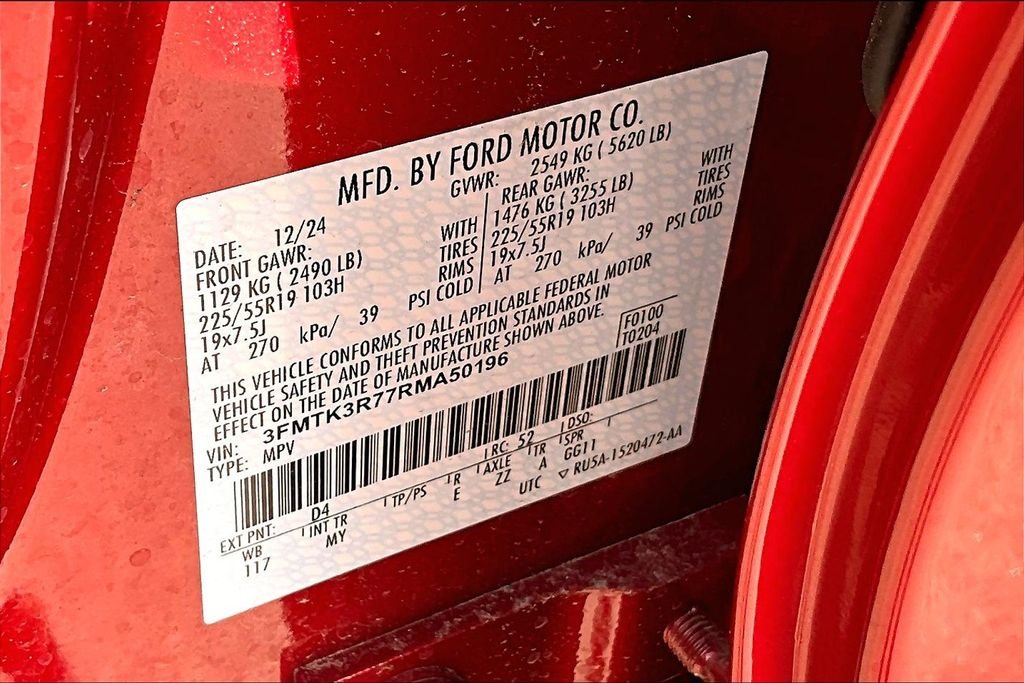 MFD. BY FORD MOTOR CO.
DATE: 12/24 GVWR: 2549 KG ( 5620 LB)
FRONT GAWR: REAR GAWR:
1129 KG ( 2490 LB) WITH 1476 KG ( 3255 LB) WITH
225/55R19 103H TIRES 225/55R19 103H TIRES
19x7.5J RIMS 19x7.5J RIMS
AT 270 kPa/ 39 PSI COLD AT 270 kPa/ 39 PSI COLD
THIS VEHICLE CONFORMS TO ALL APPLICABLE FEDERAL MOTOR
VEHICLE SAFETY AND THEFT PREVENTION STANDARDS IN
EFFECT ON THE DATE OF MANUFACTURE SHOWN ABOVE.
VIN: 3FMTK3R77RMA50196 F0100
TYPE: MPV T0204
EXT PNT: D4 RC: 52 DSO:
WB INT TR TP/PS R AXLE TR SPR
117 MY E ZZ A GG11
UTC ▽ RU5A-1520472-AA